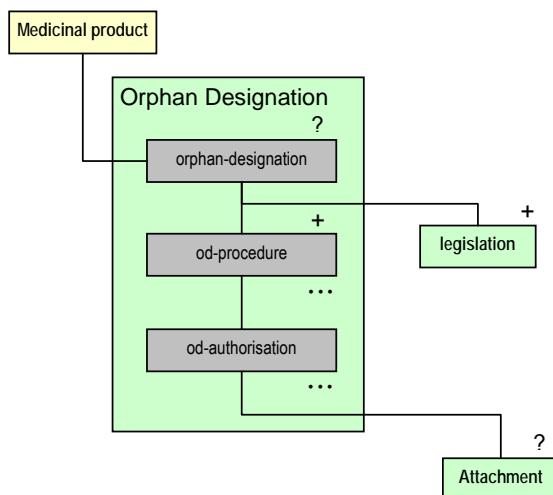 Medicinal product
Orphan Designation
?
orphan-designation
+
legislation
+
od-procedure
...
od-authorisation
...
?
Attachment